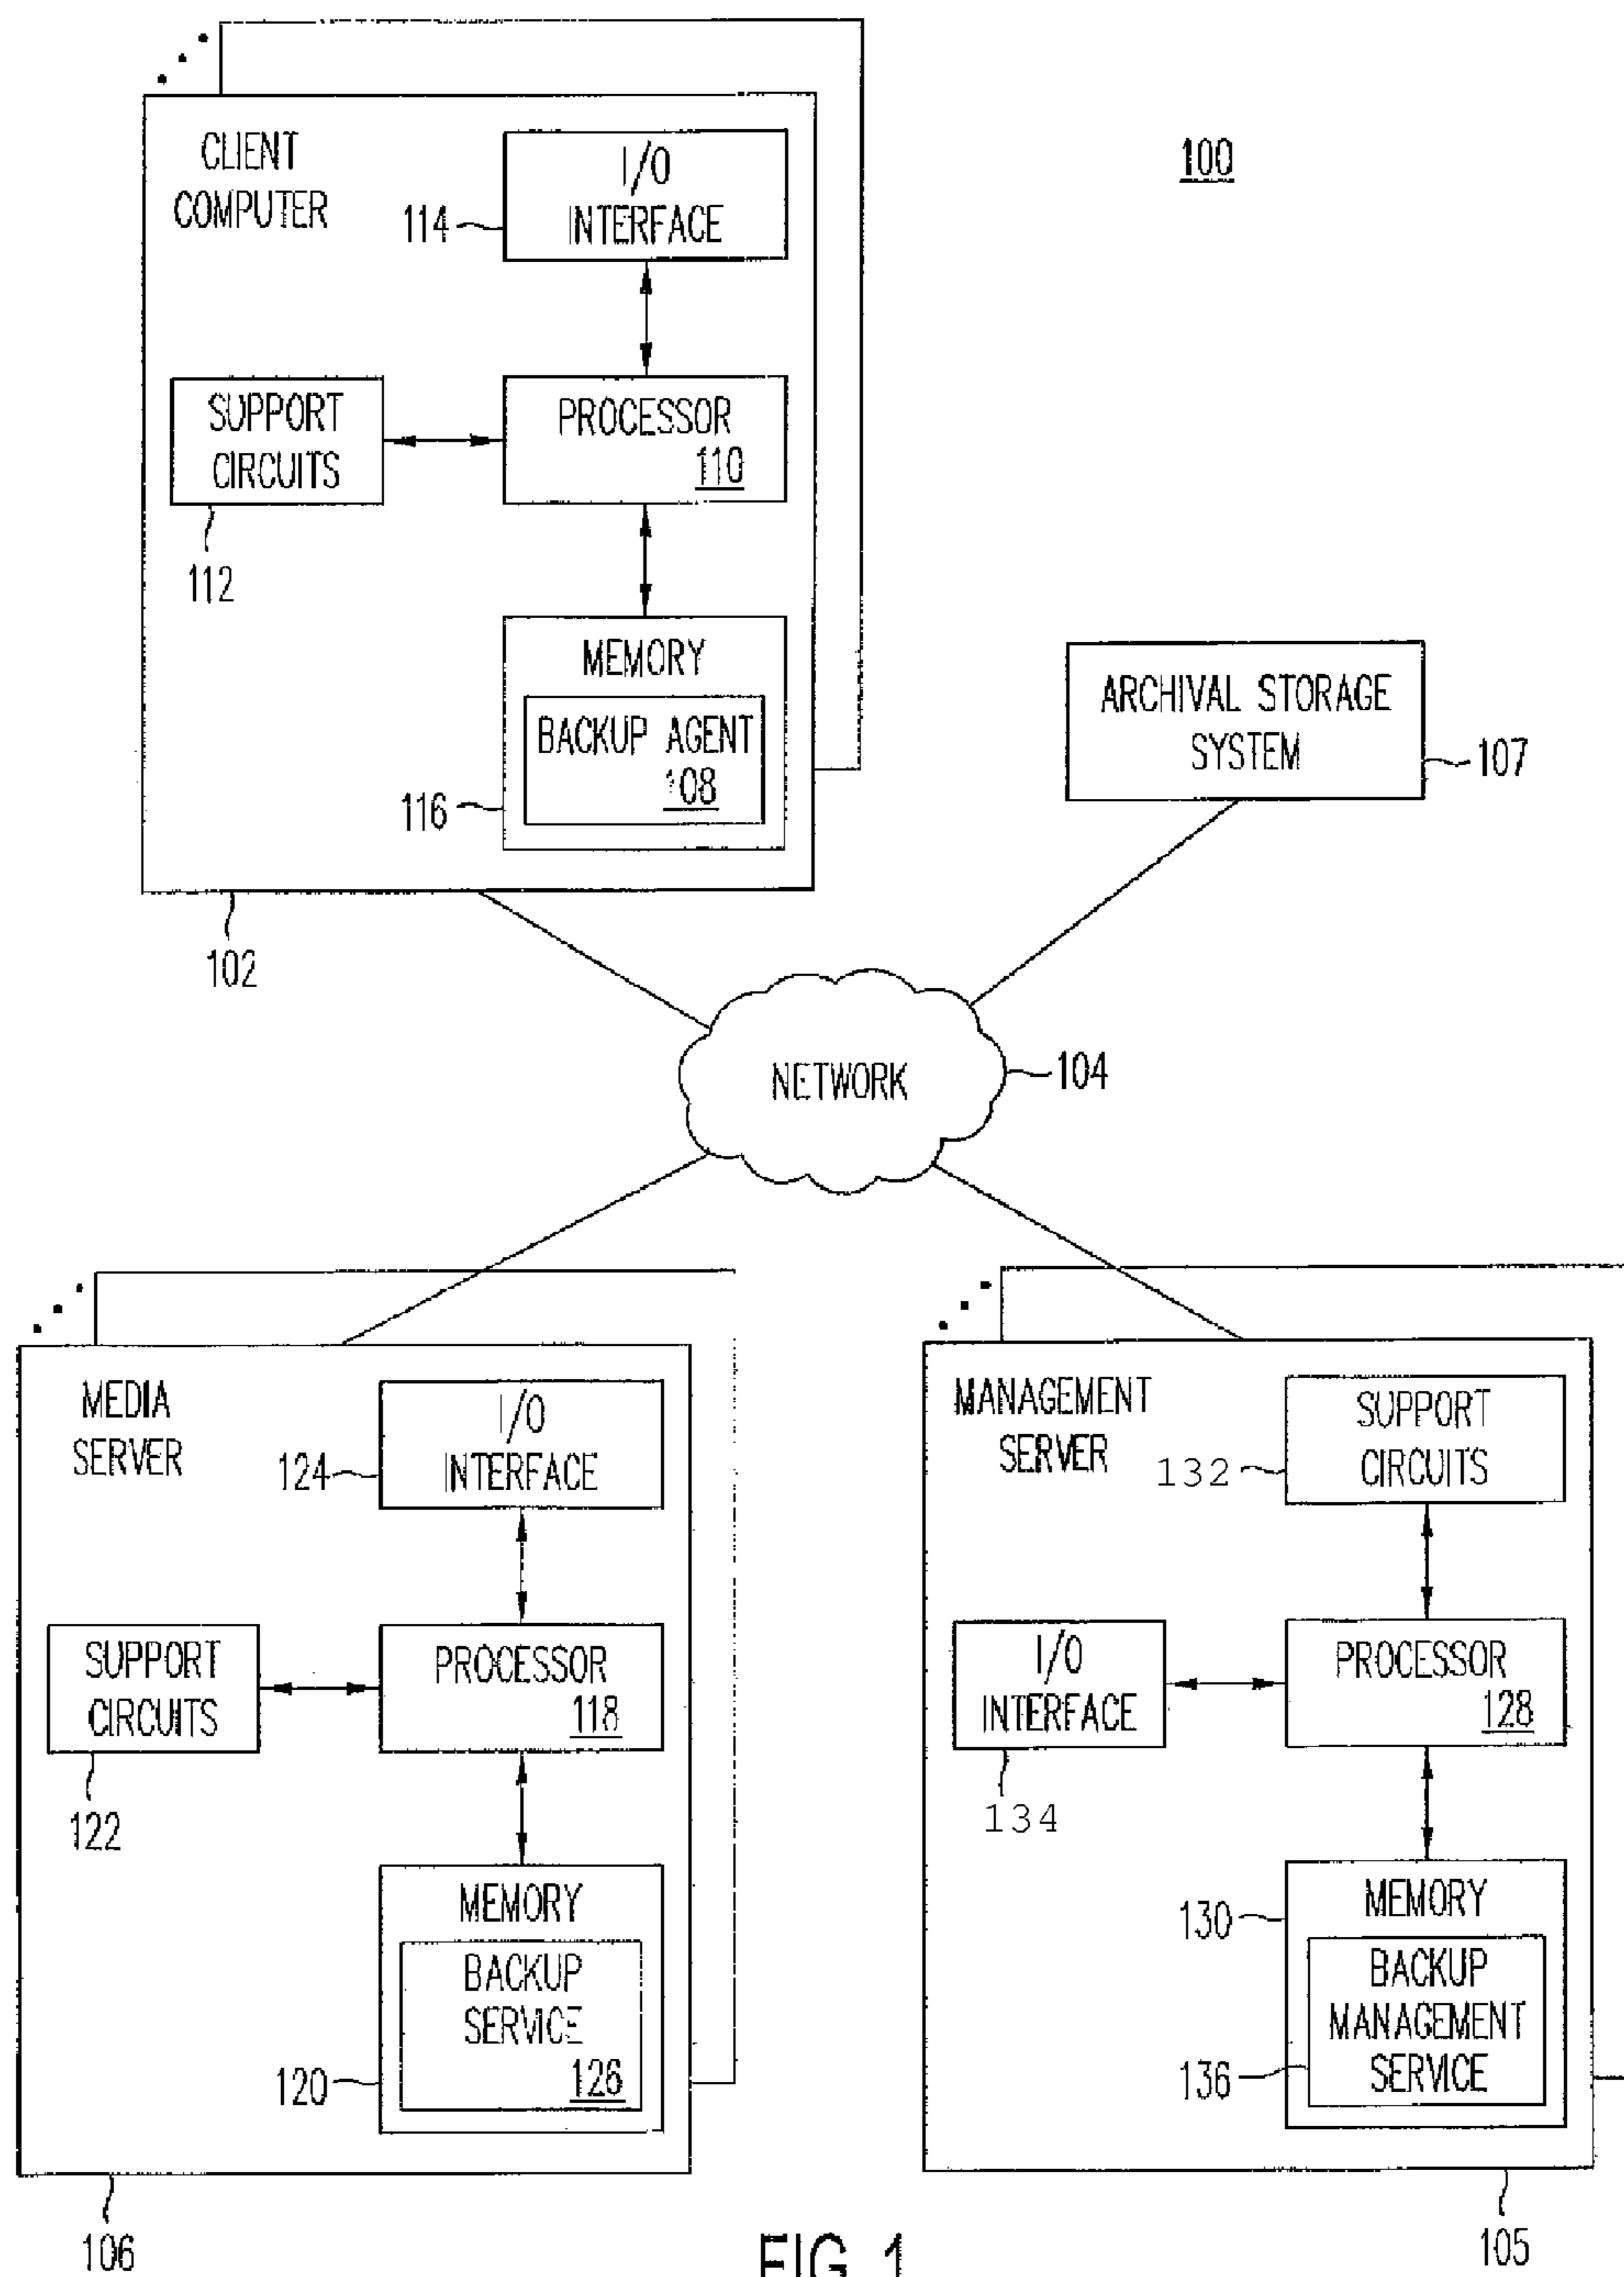 100
CLIENT
COMPUTER
I/O
INTERFACE
114
SUPPORT
CIRCUITS
112
PROCESSOR
110
MEMORY
BACKUP AGENT
108
116
102
ARCHIVAL STORAGE
SYSTEM
107
NETWORK
104
MEDIA
SERVER
I/O
INTERFACE
124
SUPPORT
CIRCUITS
122
PROCESSOR
118
MEMORY
BACKUP
SERVICE
126
120
106
MANAGEMENT
SERVER
SUPPORT
CIRCUITS
132
I/O
INTERFACE
134
PROCESSOR
128
MEMORY
130
BACKUP
MANAGEMENT
SERVICE
136
105
FIG. 1